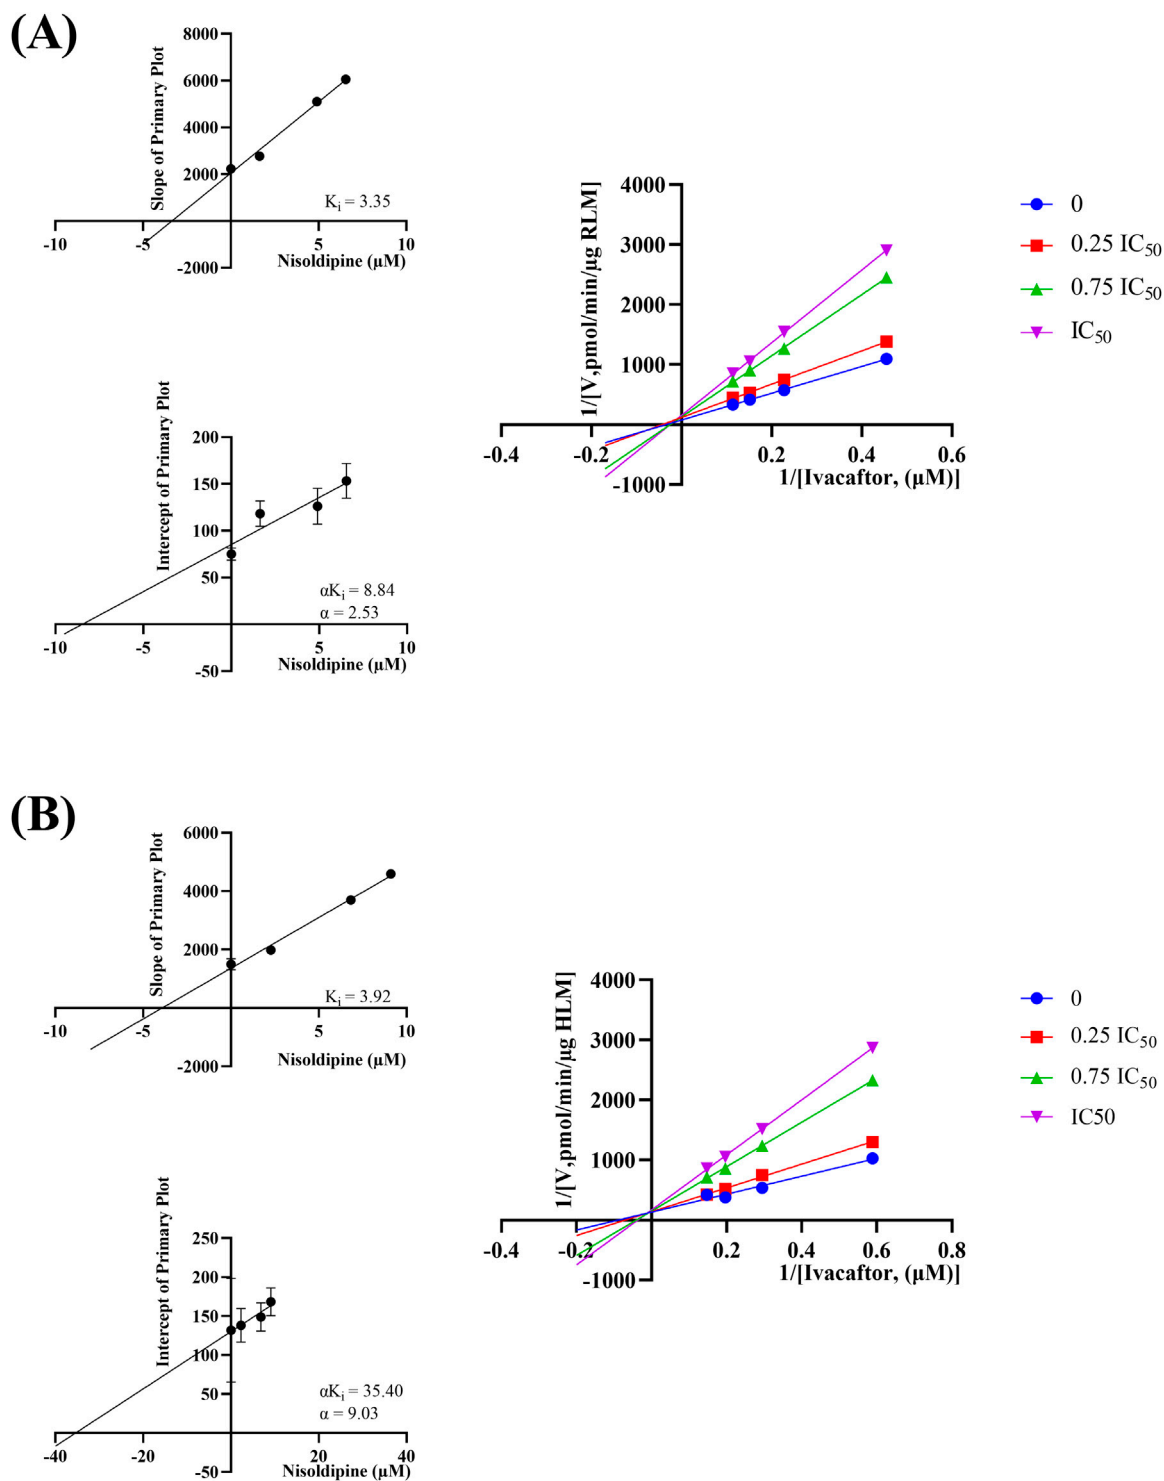 (A)
Slope of Primary Plot
8000
6000
4000
2000
-2000
-10
-5
5
10
Ki = 3.35
Nisoldipine (μM)
Intercept of Primary Plot
200
150
100
50
-50
-10
-5
5
10
αKi = 8.84
α = 2.53
Nisoldipine (μM)
1/[V,pmol/min/μg RLM]
4000
3000
2000
1000
-1000
-0.4
-0.2
0.2
0.4
0.6
1/[Ivacaftor, (μM)]
0
0.25 IC50
0.75 IC50
IC50
(B)
Slope of Primary Plot
6000
4000
2000
-2000
-10
-5
5
10
Ki = 3.92
Nisoldipine (μM)
Intercept of Primary Plot
250
200
150
100
50
-50
-40
-20
20
40
αKi = 35.40
α = 9.03
Nisoldipine (μM)
1/[V,pmol/min/μg HLM]
4000
3000
2000
1000
-1000
-0.4
-0.2
0.2
0.4
0.6
0.8
1/[Ivacaftor, (μM)]
0
0.25 IC50
0.75 IC50
IC50